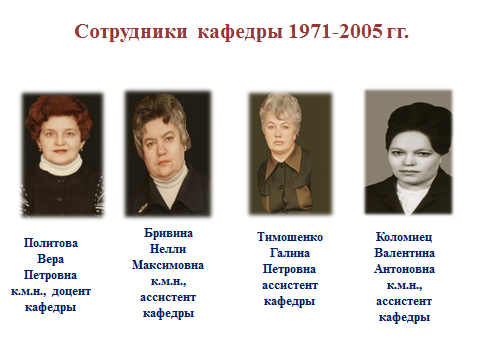 Сотрудники кафедры 1971-2005 гг.
Политова
Вера
Петровна
к.м.н., доцент
кафедры
Бривина
Нелли
Максимовна
к.м.н.,
ассистент
кафедры
Тимошенко
Галина
Петровна
ассистент
кафедры
Коломиец
Валентина
Антоновна
к.м.н.,
ассистент
кафедры